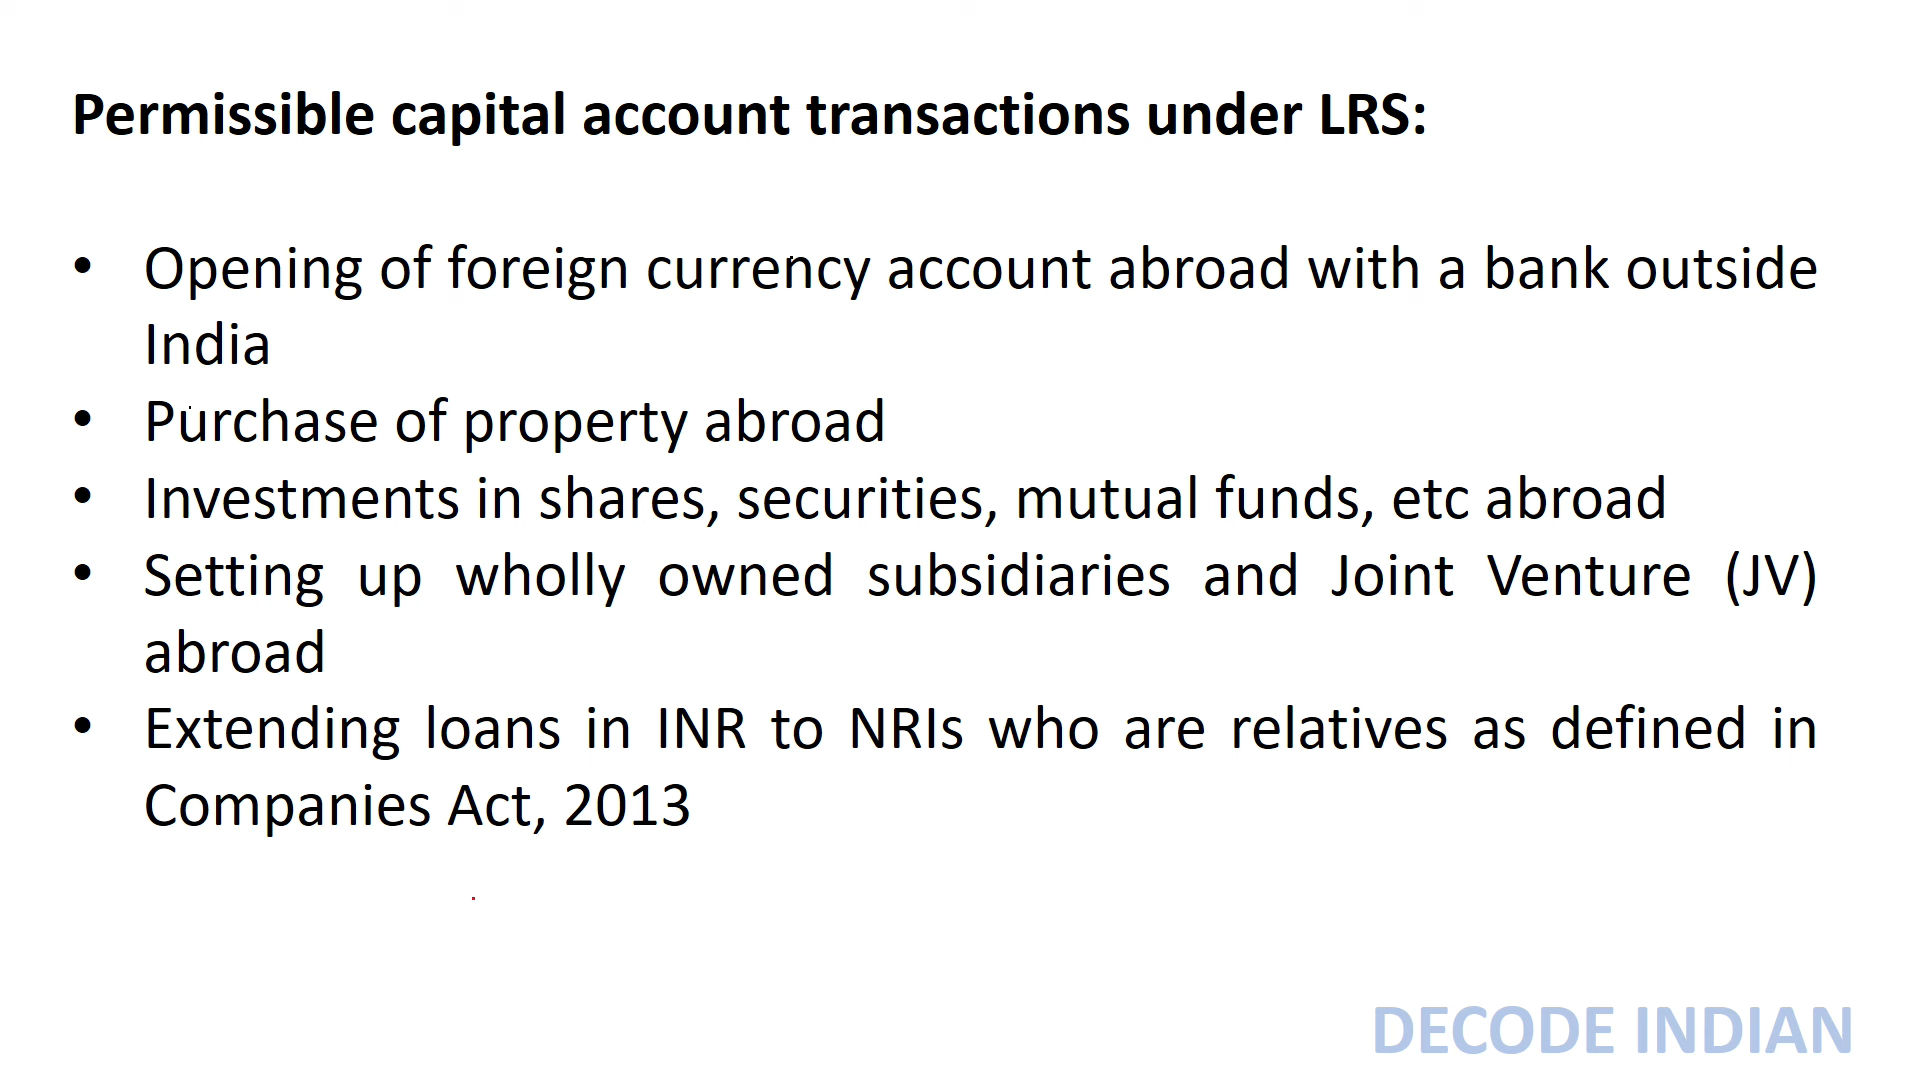 Permissible capital account transactions under LRS:
• Opening of foreign currency account abroad with a bank outside
India
• Purchase of property abroad
• Investments in shares, securities, mutual funds, etc abroad
• Setting up wholly owned subsidiaries and Joint Venture (JV)
abroad
• Extending loans in INR to NRIs who are relatives as defined in
Companies Act, 2013
DECODE INDIAN